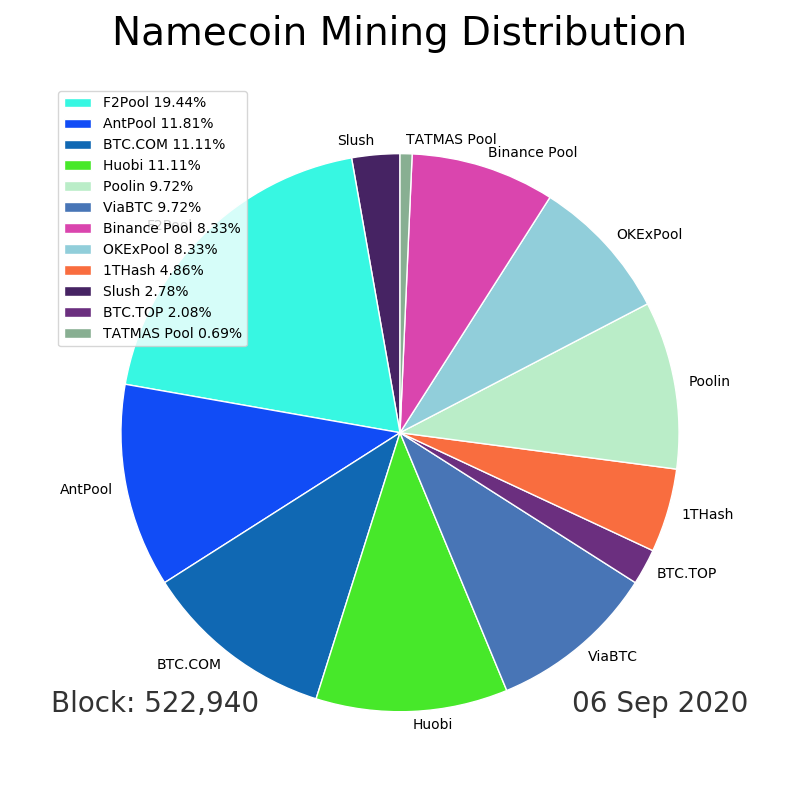 Namecoin Mining Distribution
F2Pool 19.44%
AntPool 11.81%
BTC.COM 11.11%
Huobi 11.11%
Poolin 9.72%
ViaBTC 9.72%
Binance Pool 8.33%
OKExPool 8.33%
1THash 4.86%
Slush 2.78%
BTC.TOP 2.08%
TATMAS Pool 0.69%
F2Pool
Slush
TATMAS Pool
Binance Pool
OKExPool
Poolin
1THash
BTC.TOP
ViaBTC
Huobi
BTC.COM
AntPool
Block: 522,940
06 Sep 2020